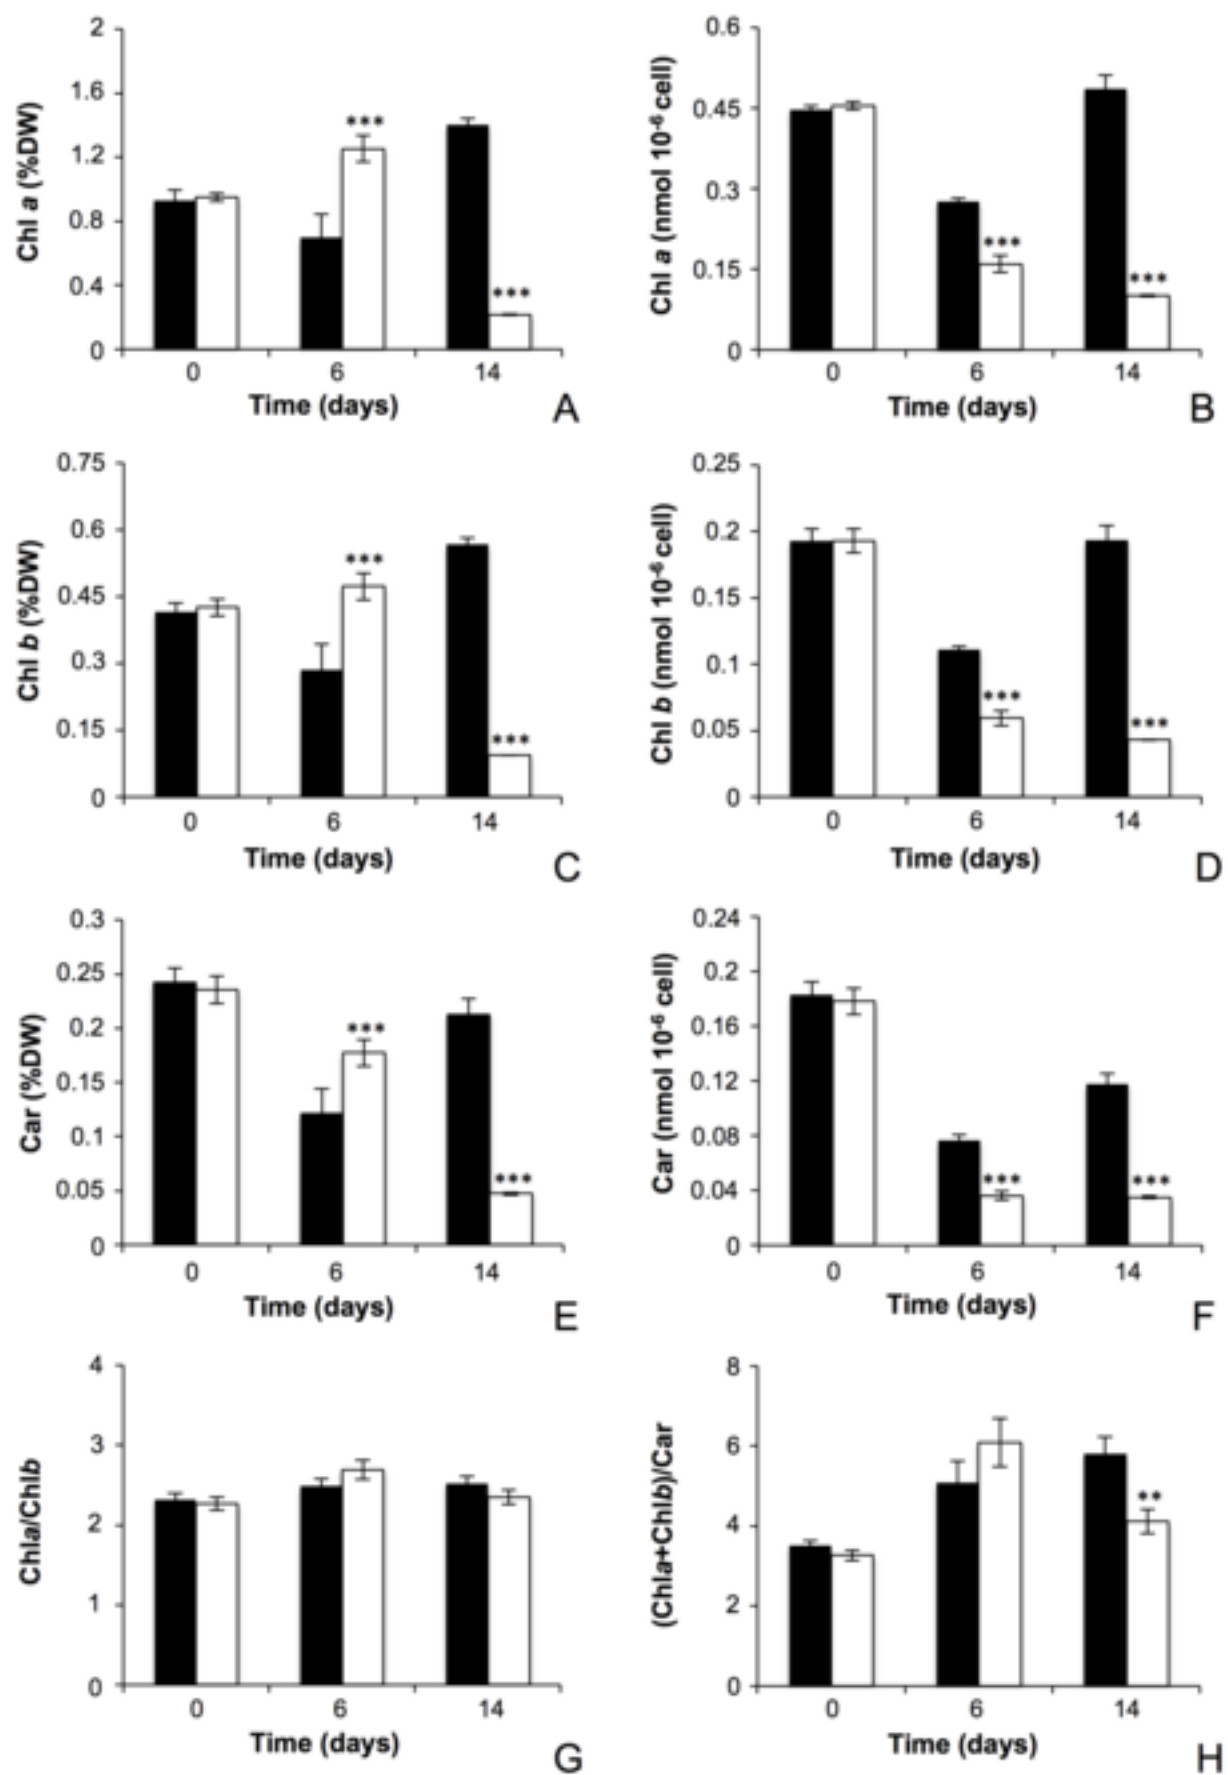 2
1.6
1.2
0.8
0.4
0
Chl a (%DW)
***
***
0 6 14
Time (days)
A
0.6
0.45
0.3
0.15
0
Chl a (nmol 10⁻⁶ cell)
***
***
0 6 14
Time (days)
B
0.75
0.6
0.45
0.3
0.15
0
Chl b (%DW)
***
***
0 6 14
Time (days)
C
0.25
0.2
0.15
0.1
0.05
0
Chl b (nmol 10⁻⁶ cell)
***
***
0 6 14
Time (days)
D
0.3
0.25
0.2
0.15
0.1
0.05
0
Car (%DW)
***
***
0 6 14
Time (days)
E
0.24
0.2
0.16
0.12
0.08
0.04
0
Car (nmol 10⁻⁶ cell)
***
***
0 6 14
Time (days)
F
4
3
2
1
0
Chla/Chlb
0 6 14
Time (days)
G
8
6
4
2
0
(Chla+Chlb)/Car
**
0 6 14
Time (days)
H